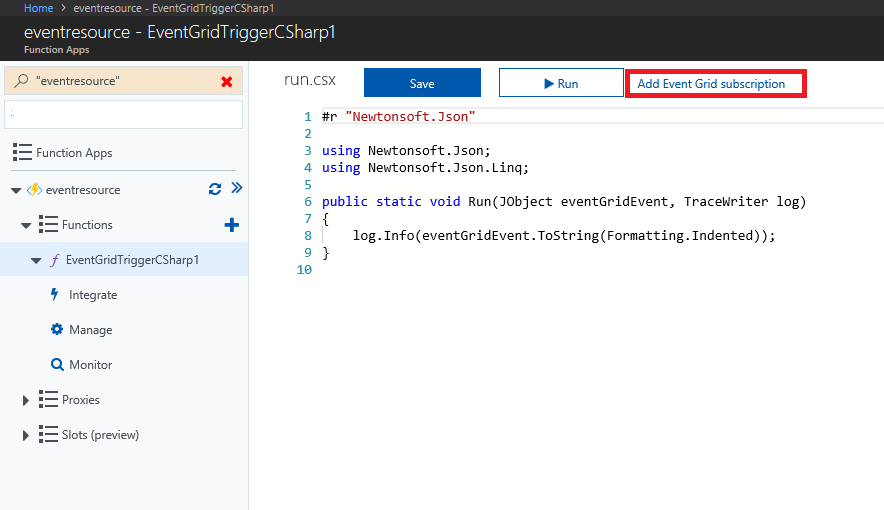 Home > eventresource - EventGridTriggerCSharp1
eventresource - EventGridTriggerCSharp1
Function Apps
"eventresource"
:
Function Apps
eventresource
Functions
EventGridTriggerCSharp1
Integrate
Manage
Monitor
Proxies
Slots (preview)
run.csx Save Run Add Event Grid subscription
1 #r "Newtonsoft.Json"
2
3 using Newtonsoft.Json;
4 using Newtonsoft.Json.Linq;
5
6 public static void Run(JObject eventGridEvent, TraceWriter log)
7 {
8     log.Info(eventGridEvent.ToString(Formatting.Indented));
9 }
10